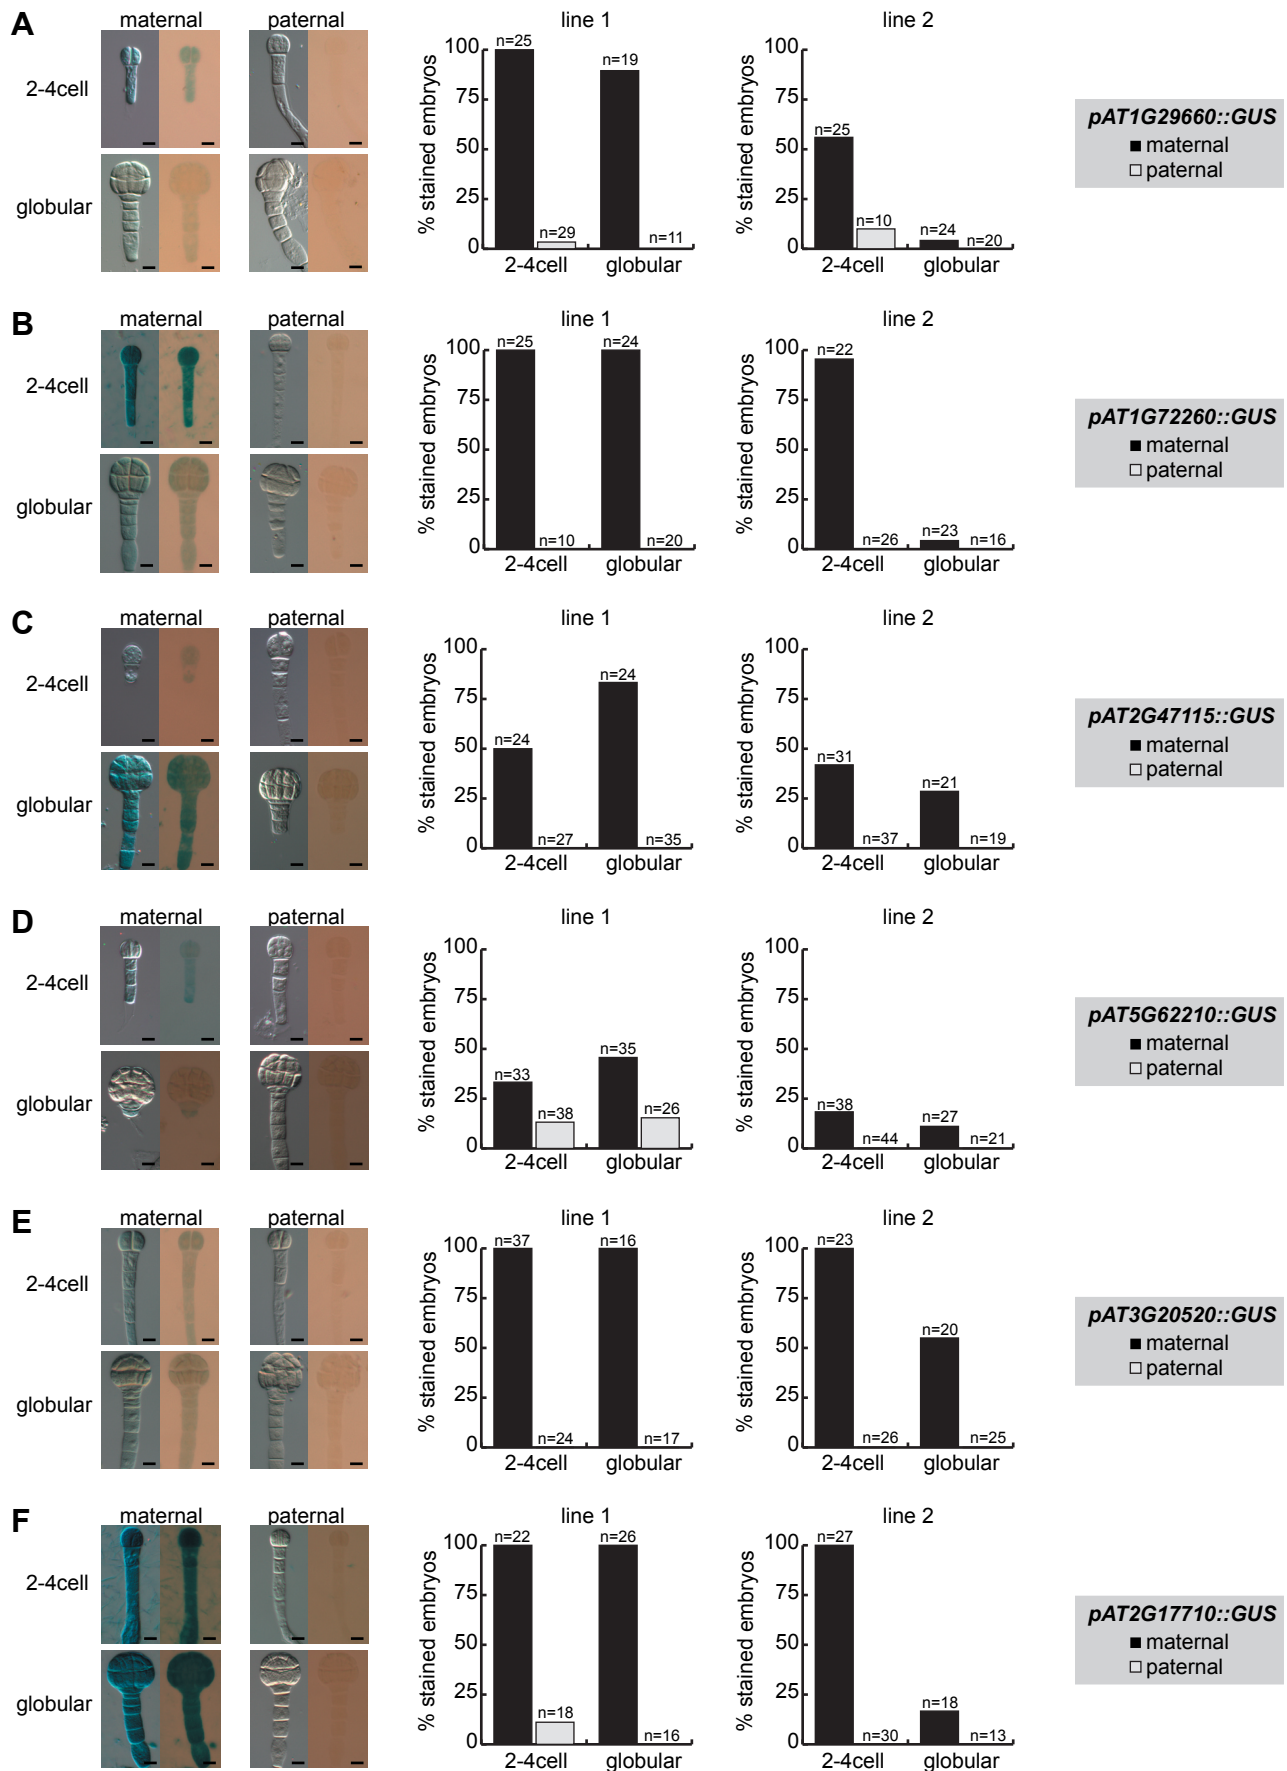 A
maternal
paternal
line 1
line 2
2-4cell
globular
% stained embryos
100
75
50
25
0
n=25
n=29
n=19
n=11
2-4cell
globular
% stained embryos
100
75
50
25
0
n=25
n=10
n=24
n=20
2-4cell
globular
pAT1G29660::GUS
maternal
paternal
B
maternal
paternal
line 1
line 2
2-4cell
globular
% stained embryos
100
75
50
25
0
n=25
n=10
n=24
n=20
2-4cell
globular
% stained embryos
100
75
50
25
0
n=22
n=26
n=23
n=16
2-4cell
globular
pAT1G72260::GUS
maternal
paternal
C
maternal
paternal
line 1
line 2
2-4cell
globular
% stained embryos
100
75
50
25
0
n=24
n=27
n=24
n=35
2-4cell
globular
% stained embryos
100
75
50
25
0
n=31
n=37
n=21
n=19
2-4cell
globular
pAT2G47115::GUS
maternal
paternal
D
maternal
paternal
line 1
line 2
2-4cell
globular
% stained embryos
100
75
50
25
0
n=33
n=38
n=35
n=26
2-4cell
globular
% stained embryos
100
75
50
25
0
n=38
n=44
n=27
n=21
2-4cell
globular
pAT5G62210::GUS
maternal
paternal
E
maternal
paternal
line 1
line 2
2-4cell
globular
% stained embryos
100
75
50
25
0
n=37
n=24
n=16
n=17
2-4cell
globular
% stained embryos
100
75
50
25
0
n=23
n=26
n=20
n=25
2-4cell
globular
pAT3G20520::GUS
maternal
paternal
F
maternal
paternal
line 1
line 2
2-4cell
globular
% stained embryos
100
75
50
25
0
n=22
n=18
n=26
n=16
2-4cell
globular
% stained embryos
100
75
50
25
0
n=27
n=30
n=18
n=13
2-4cell
globular
pAT2G17710::GUS
maternal
paternal